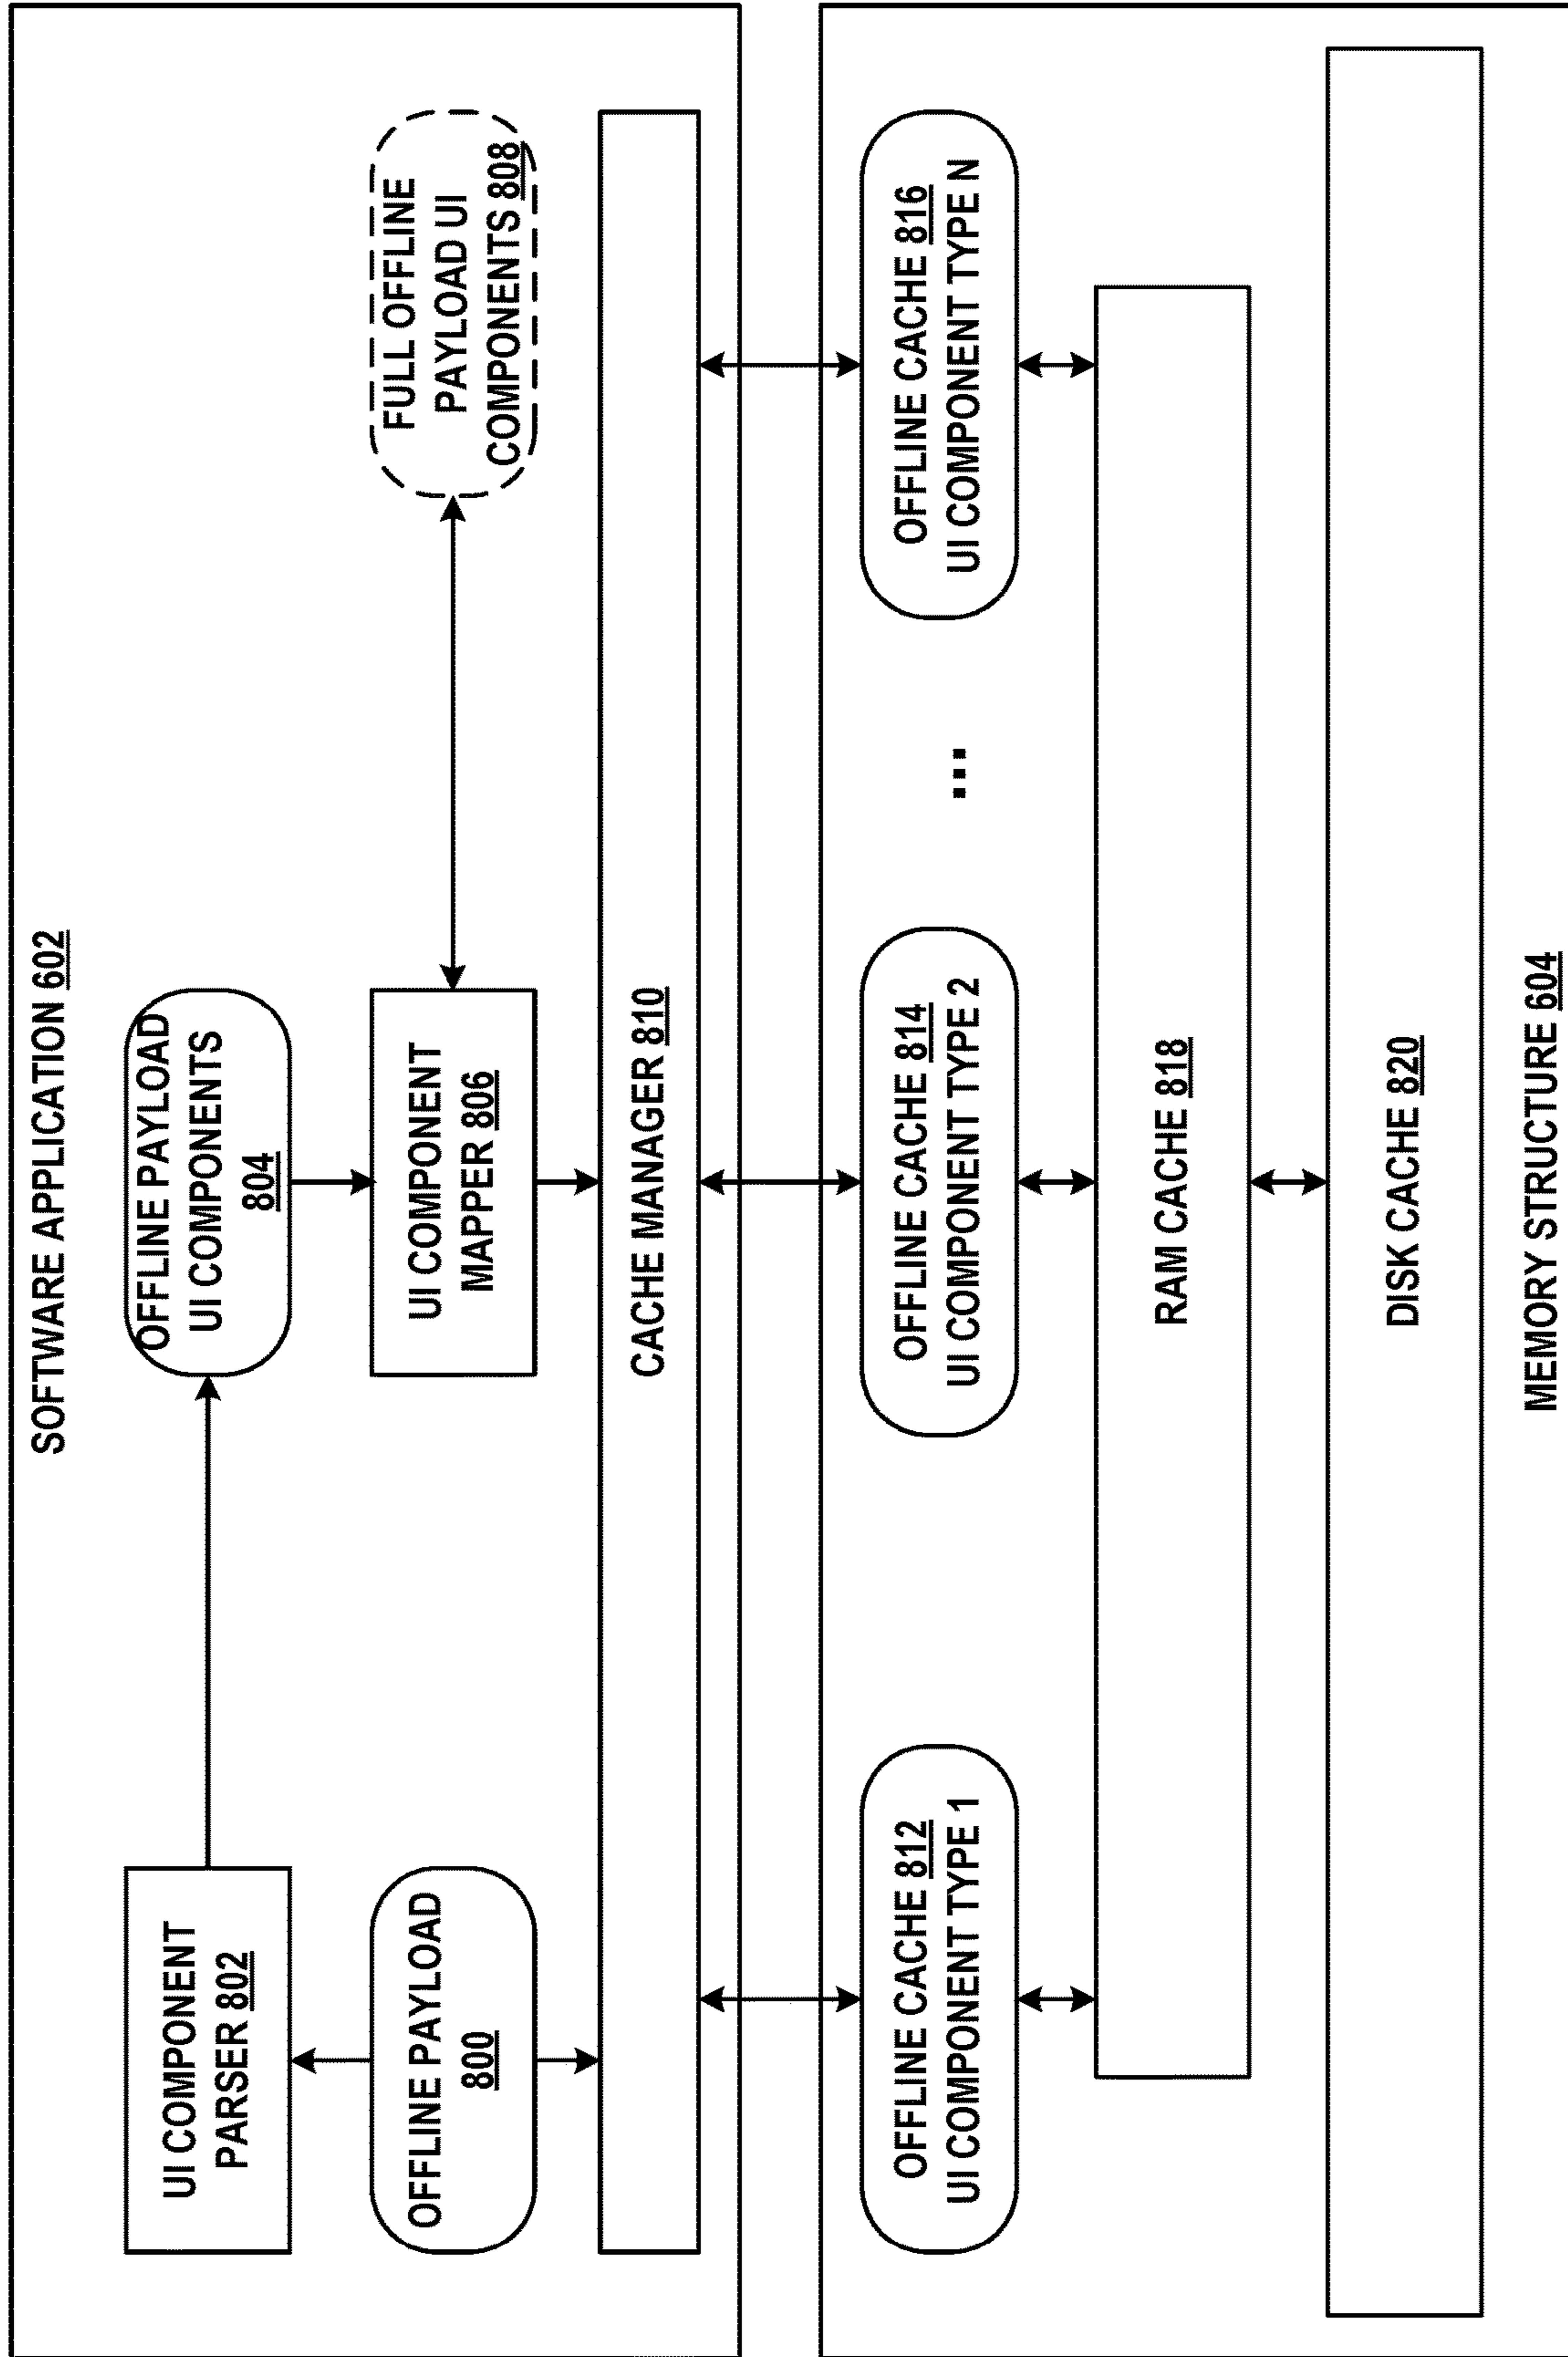 SOFTWARE APPLICATION 602
UI COMPONENT
PARSER 802
OFFLINE PAYLOAD
UI COMPONENTS
804
OFFLINE PAYLOAD
800
UI COMPONENT
MAPPER 806
FULL OFFLINE
PAYLOAD UI
COMPONENTS 808
CACHE MANAGER 810
OFFLINE CACHE 812
UI COMPONENT TYPE 1
OFFLINE CACHE 814
UI COMPONENT TYPE 2
...
OFFLINE CACHE 816
UI COMPONENT TYPE N
RAM CACHE 818
DISK CACHE 820
MEMORY STRUCTURE 604